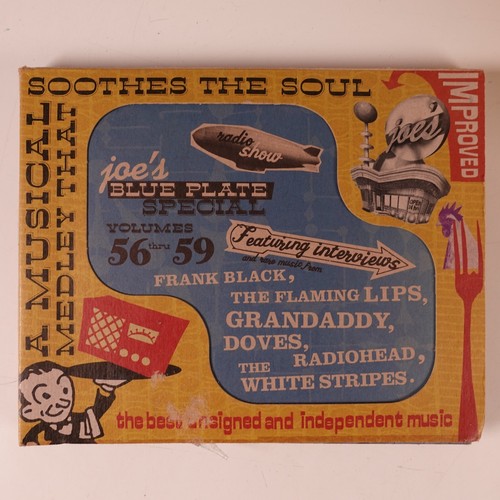 SOOTHES THE SOUL
A MUSICAL
MEDLEY THAT
IMPROVED
joe's
radio
show
joe's
BLUE PLATE
SPECIAL
VOLUMES
56 thru 59
Featuring interviews
and rare music from
FRANK BLACK,
THE FLAMING LIPS,
GRANDADDY,
DOVES,
RADIOHEAD,
THE
WHITE STRIPES.
the best unsigned and independent music